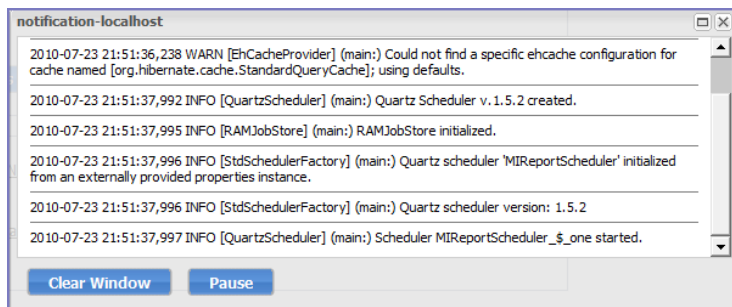 notification-localhost
2010-07-23 21:51:36,238 WARN [EhCacheProvider] (main:) Could not find a specific ehcache configuration for
cache named [org.hibernate.cache.StandardQueryCache]; using defaults.
2010-07-23 21:51:37,992 INFO [QuartzScheduler] (main:) Quartz Scheduler v.1.5.2 created.
2010-07-23 21:51:37,995 INFO [RAMJobStore] (main:) RAMJobStore initialized.
2010-07-23 21:51:37,996 INFO [StdSchedulerFactory] (main:) Quartz scheduler 'MIReportScheduler' initialized
from an externally provided properties instance.
2010-07-23 21:51:37,996 INFO [StdSchedulerFactory] (main:) Quartz scheduler version: 1.5.2
2010-07-23 21:51:37,997 INFO [QuartzScheduler] (main:) Scheduler MIReportScheduler_$_one started.
Clear Window Pause